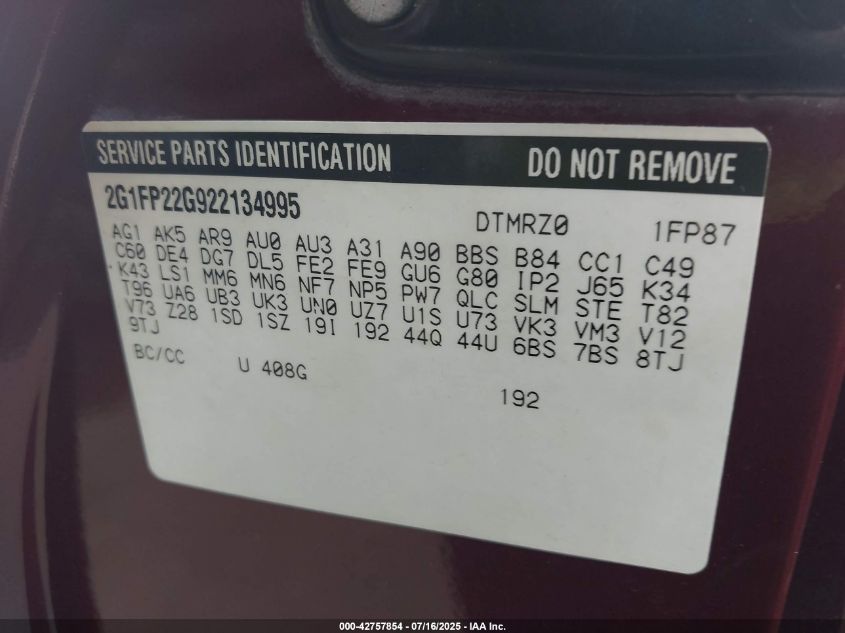 SERVICE PARTS IDENTIFICATION DO NOT REMOVE
2G1FP22G922134995 DTMRZ0 1FP87
AG1 AK5 AR9 AU0 AU3 A31 A90 BBS B84 CC1 C49
C60 DE4 DG7 DL5 FE2 FE9 GU6 G80 IP2 J65 K34
K43 LS1 MM6 MN6 NF7 NP5 PW7 QLC SLM STE T82
T96 UA6 UB3 UK3 UN0 UZ7 U1S U73 VK3 VM3 V12
V73 Z28 1SD 1SZ 19I 192 44Q 44U 6BS 7BS 8TJ
9TJ
BC/CC U 408G 192
000-42757854 / 07/16/2025 - IAA Inc.